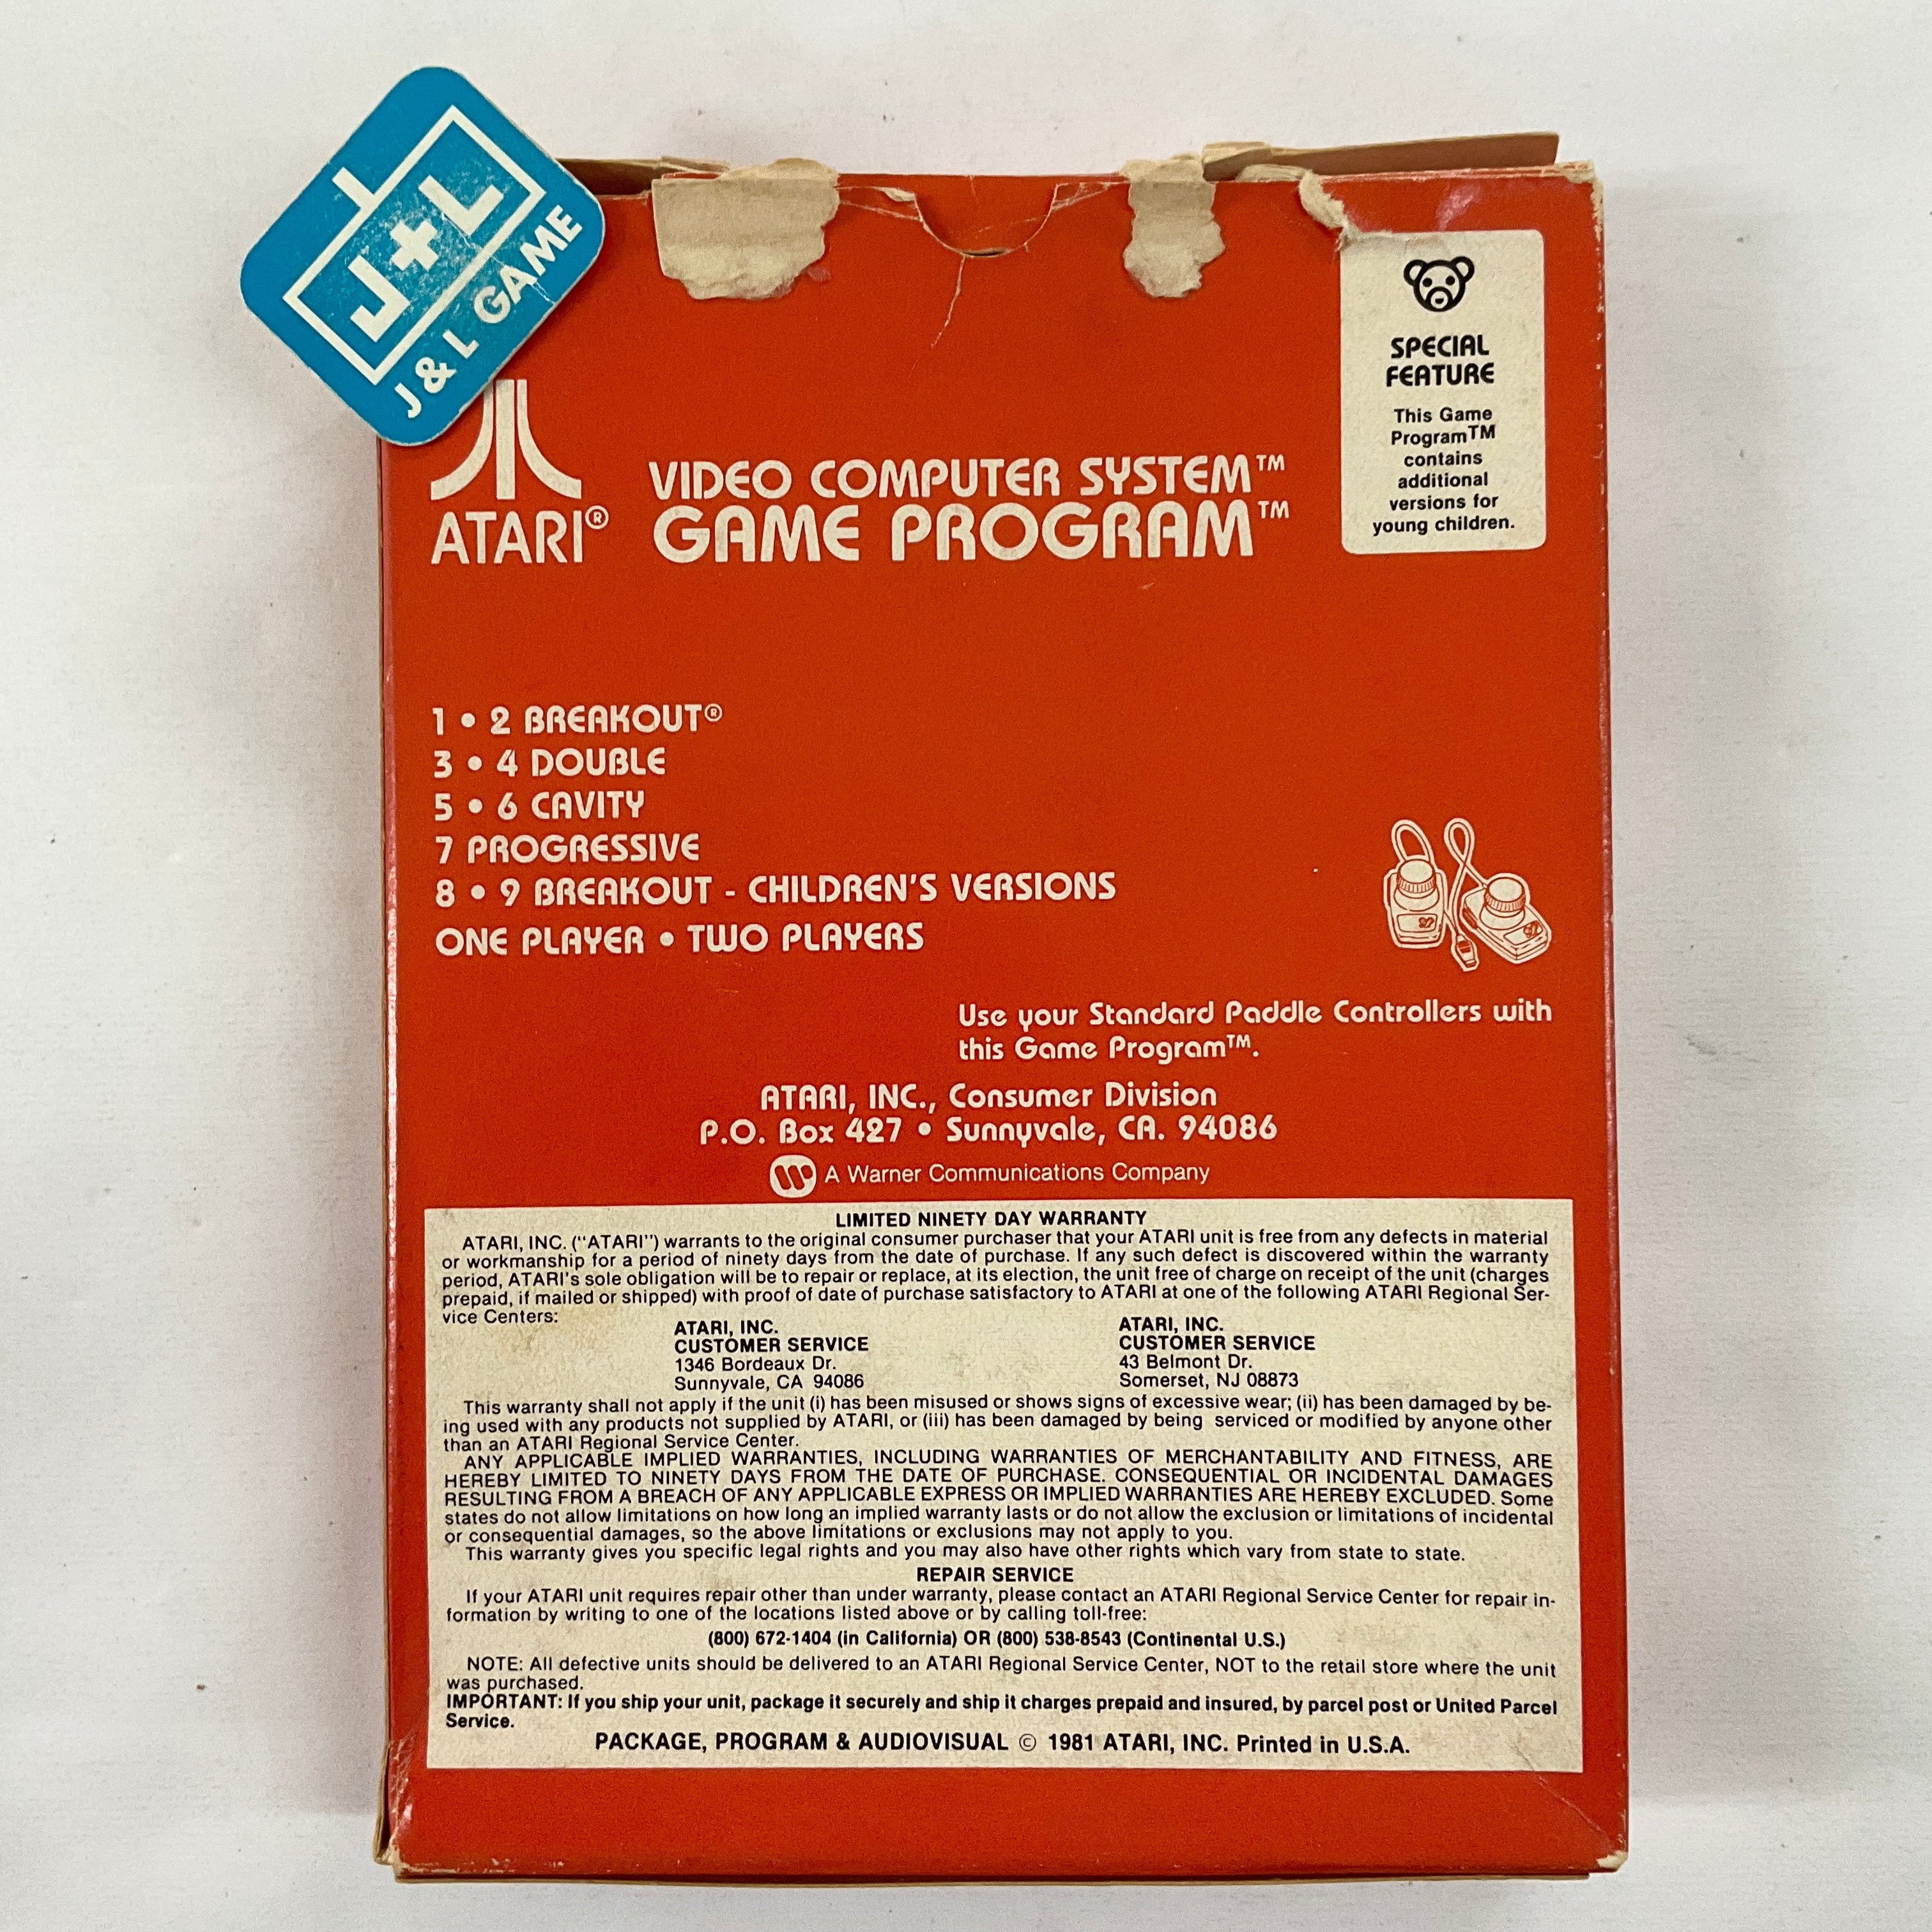 J+L
J & L GAME
ATARI®
VIDEO COMPUTER SYSTEM™
GAME PROGRAM™
SPECIAL
FEATURE
This Game
Program™
contains
additional
versions for
young children.
1 • 2 BREAKOUT®
3 • 4 DOUBLE
5 • 6 CAVITY
7 PROGRESSIVE
8 • 9 BREAKOUT - CHILDREN'S VERSIONS
ONE PLAYER • TWO PLAYERS
Use your Standard Paddle Controllers with
this Game Program™.
ATARI, INC., Consumer Division
P.O. Box 427 • Sunnyvale, CA. 94086
A Warner Communications Company
LIMITED NINETY DAY WARRANTY
ATARI, INC. ("ATARI") warrants to the original consumer purchaser that your ATARI unit is free from any defects in material
or workmanship for a period of ninety days from the date of purchase. If any such defect is discovered within the warranty
period, ATARI's sole obligation will be to repair or replace, at its election, the unit free of charge on receipt of the unit (charges
prepaid, if mailed or shipped) with proof of date of purchase satisfactory to ATARI at one of the following ATARI Regional Ser-
vice Centers:
ATARI, INC.
CUSTOMER SERVICE
1346 Bordeaux Dr.
Sunnyvale, CA 94086
ATARI, INC.
CUSTOMER SERVICE
43 Belmont Dr.
Somerset, NJ 08873
This warranty shall not apply if the unit (i) has been misused or shows signs of excessive wear; (ii) has been damaged by be-
ing used with any products not supplied by ATARI, or (iii) has been damaged by being serviced or modified by anyone other
than an ATARI Regional Service Center.
ANY APPLICABLE IMPLIED WARRANTIES, INCLUDING WARRANTIES OF MERCHANTABILITY AND FITNESS, ARE
HEREBY LIMITED TO NINETY DAYS FROM THE DATE OF PURCHASE. CONSEQUENTIAL OR INCIDENTAL DAMAGES
RESULTING FROM A BREACH OF ANY APPLICABLE EXPRESS OR IMPLIED WARRANTIES ARE HEREBY EXCLUDED. Some
states do not allow limitations on how long an implied warranty lasts or do not allow the exclusion or limitations of incidental
or consequential damages, so the above limitations or exclusions may not apply to you.
This warranty gives you specific legal rights and you may also have other rights which vary from state to state.
REPAIR SERVICE
If your ATARI unit requires repair other than under warranty, please contact an ATARI Regional Service Center for repair in-
formation by writing to one of the locations listed above or by calling toll-free:
(800) 672-1404 (in California) OR (800) 538-8543 (Continental U.S.)
NOTE: All defective units should be delivered to an ATARI Regional Service Center, NOT to the retail store where the unit
was purchased.
IMPORTANT: If you ship your unit, package it securely and ship it charges prepaid and insured, by parcel post or United Parcel
Service.
PACKAGE, PROGRAM & AUDIOVISUAL © 1981 ATARI, INC. Printed in U.S.A.